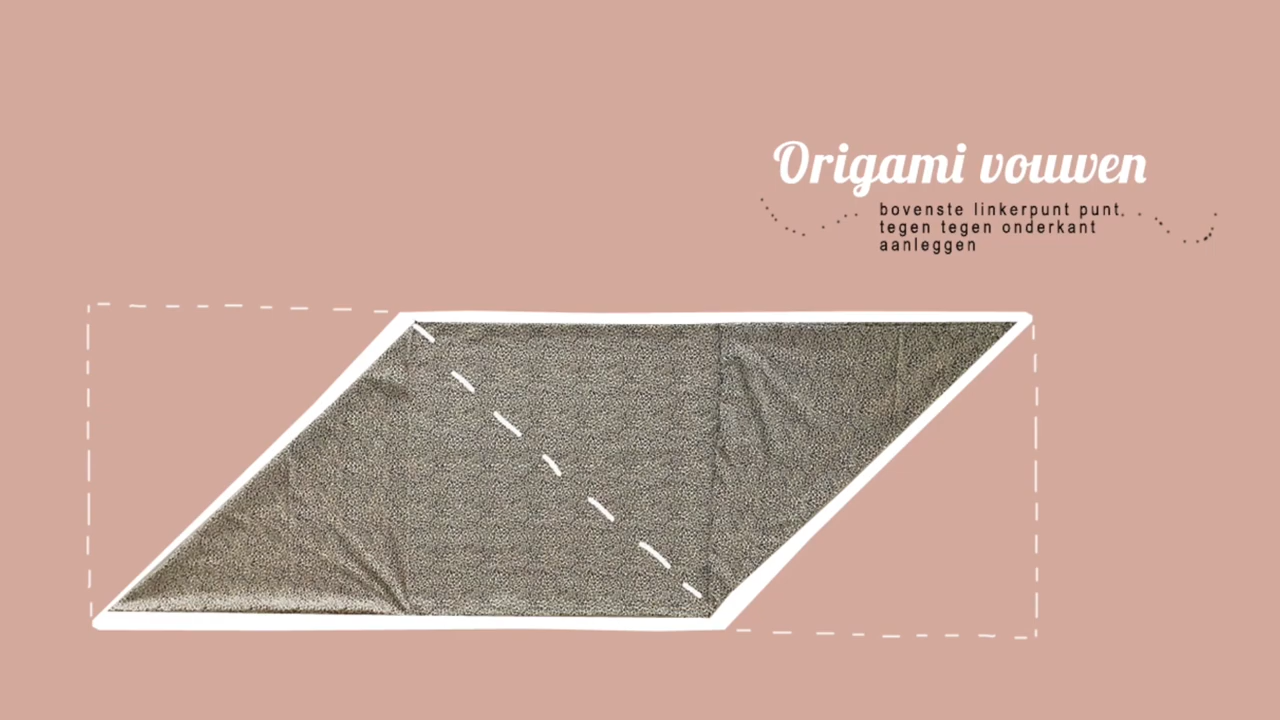 Origami vouwen
bovenste linkerpunt punt
tegen tegen onderkant
aanleggen